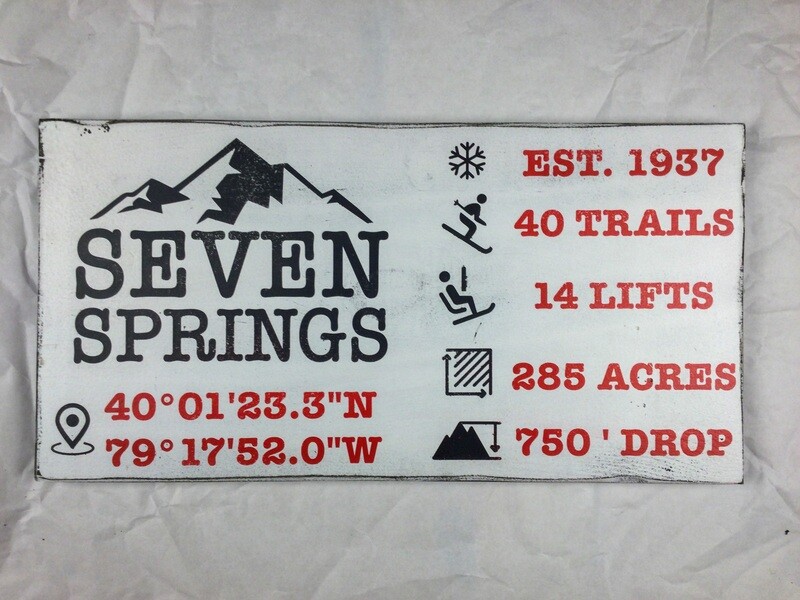 SEVEN
SPRINGS
40°01'23.3"N
79°17'52.0"W
EST. 1937
40 TRAILS
14 LIFTS
285 ACRES
750 ' DROP